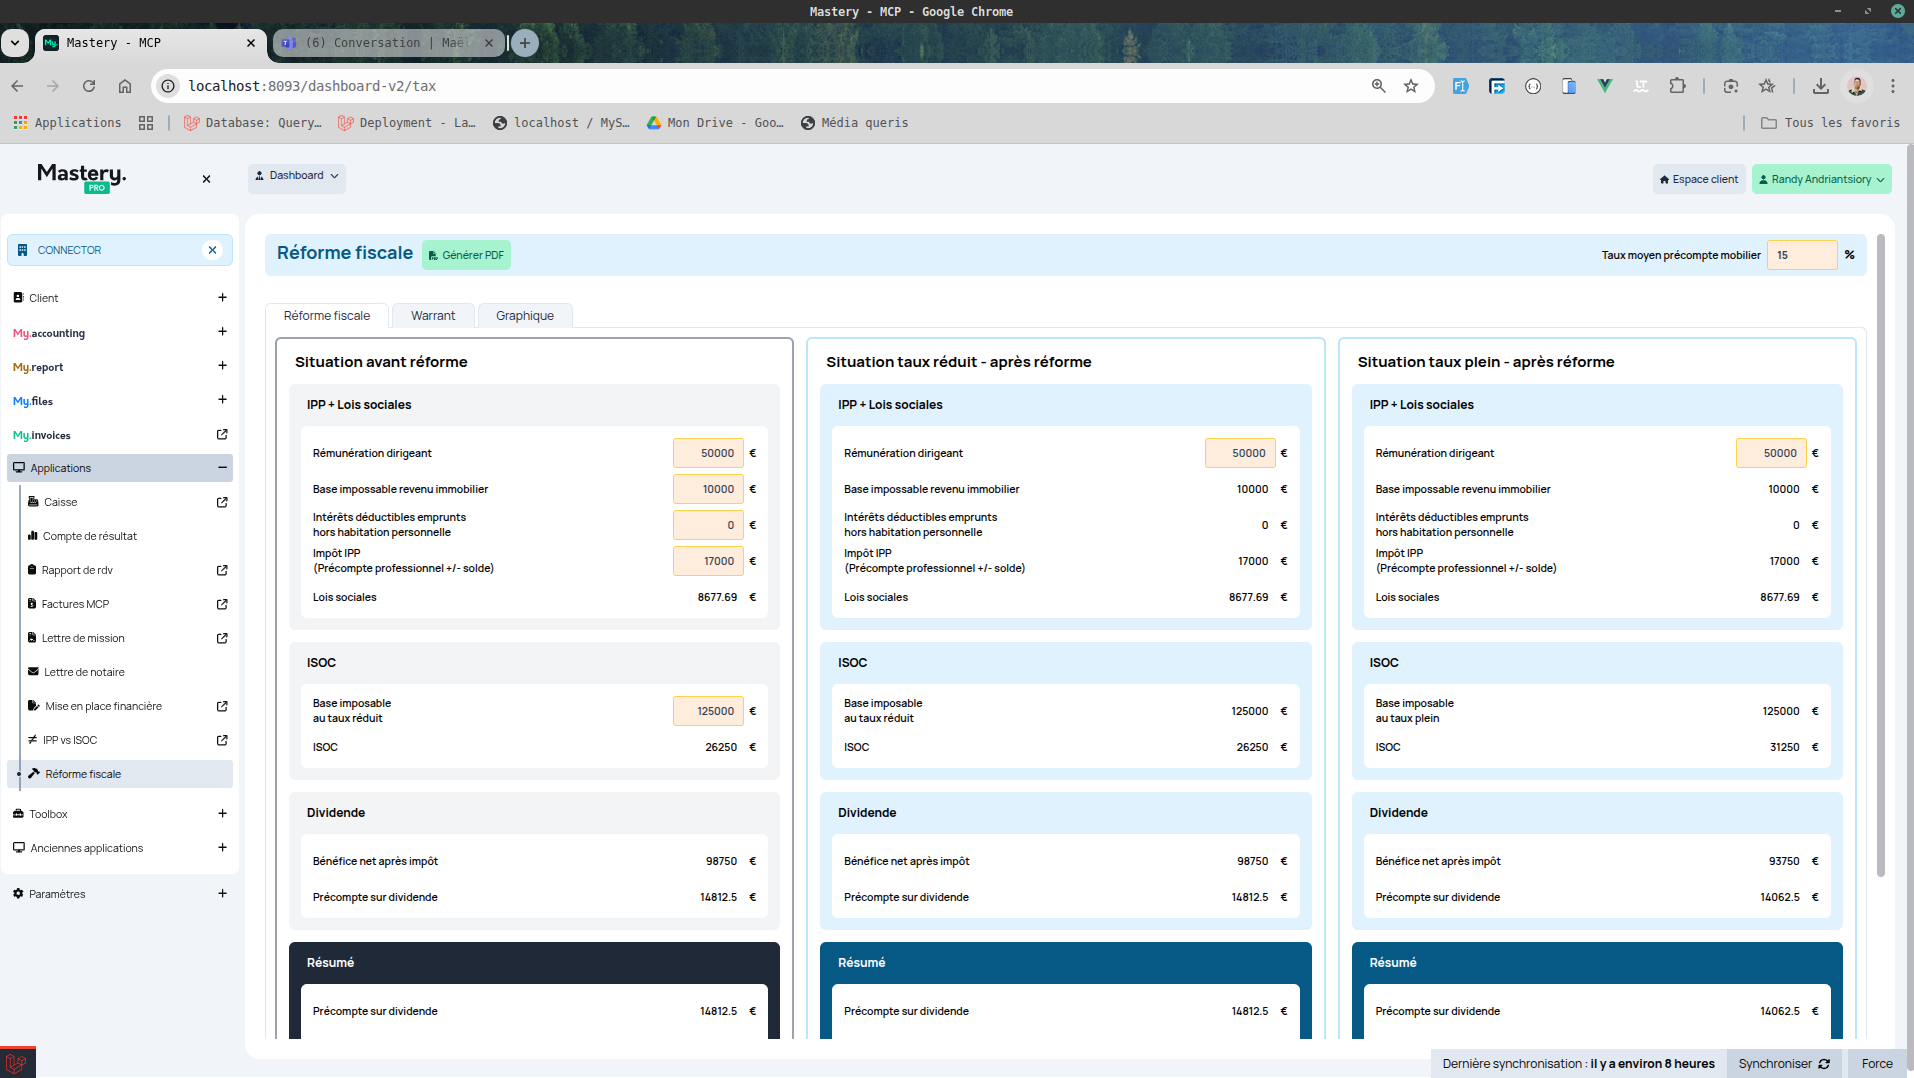 Mastery - MCP - Google Chrome
Mastery - MCP
(6) Conversation | Maë
localhost:8093/dashboard-v2/tax
Applications
Database: Query…
Deployment - La…
localhost / MyS…
Mon Drive - Goo…
Média queris
Tous les favoris
Mastery.
PRO
Dashboard
Espace client
Randy Andriantsiory
CONNECTOR
Client
My.accounting
My.report
My.files
My.invoices
Applications
Caisse
Compte de résultat
Rapport de rdv
Factures MCP
Lettre de mission
Lettre de notaire
Mise en place financière
IPP vs ISOC
Réforme fiscale
Toolbox
Anciennes applications
Paramètres
Réforme fiscale
Générer PDF
Taux moyen précompte mobilier 15 %
Réforme fiscale
Warrant
Graphique
Situation avant réforme
IPP + Lois sociales
Rémunération dirigeant 50000 €
Base impossable revenu immobilier 10000 €
Intérêts déductibles emprunts
hors habitation personnelle 0 €
Impôt IPP
(Précompte professionnel +/- solde) 17000 €
Lois sociales 8677.69 €
ISOC
Base imposable
au taux réduit 125000 €
ISOC 26250 €
Dividende
Bénéfice net après impôt 98750 €
Précompte sur dividende 14812.5 €
Résumé
Précompte sur dividende 14812.5 €
Situation taux réduit - après réforme
IPP + Lois sociales
Rémunération dirigeant 50000 €
Base impossable revenu immobilier 10000 €
Intérêts déductibles emprunts
hors habitation personnelle 0 €
Impôt IPP
(Précompte professionnel +/- solde) 17000 €
Lois sociales 8677.69 €
ISOC
Base imposable
au taux réduit 125000 €
ISOC 26250 €
Dividende
Bénéfice net après impôt 98750 €
Précompte sur dividende 14812.5 €
Résumé
Précompte sur dividende 14812.5 €
Situation taux plein - après réforme
IPP + Lois sociales
Rémunération dirigeant 50000 €
Base impossable revenu immobilier 10000 €
Intérêts déductibles emprunts
hors habitation personnelle 0 €
Impôt IPP
(Précompte professionnel +/- solde) 17000 €
Lois sociales 8677.69 €
ISOC
Base imposable
au taux plein 125000 €
ISOC 31250 €
Dividende
Bénéfice net après impôt 93750 €
Précompte sur dividende 14062.5 €
Résumé
Précompte sur dividende 14062.5 €
Dernière synchronisation : il y a environ 8 heures
Synchroniser
Force